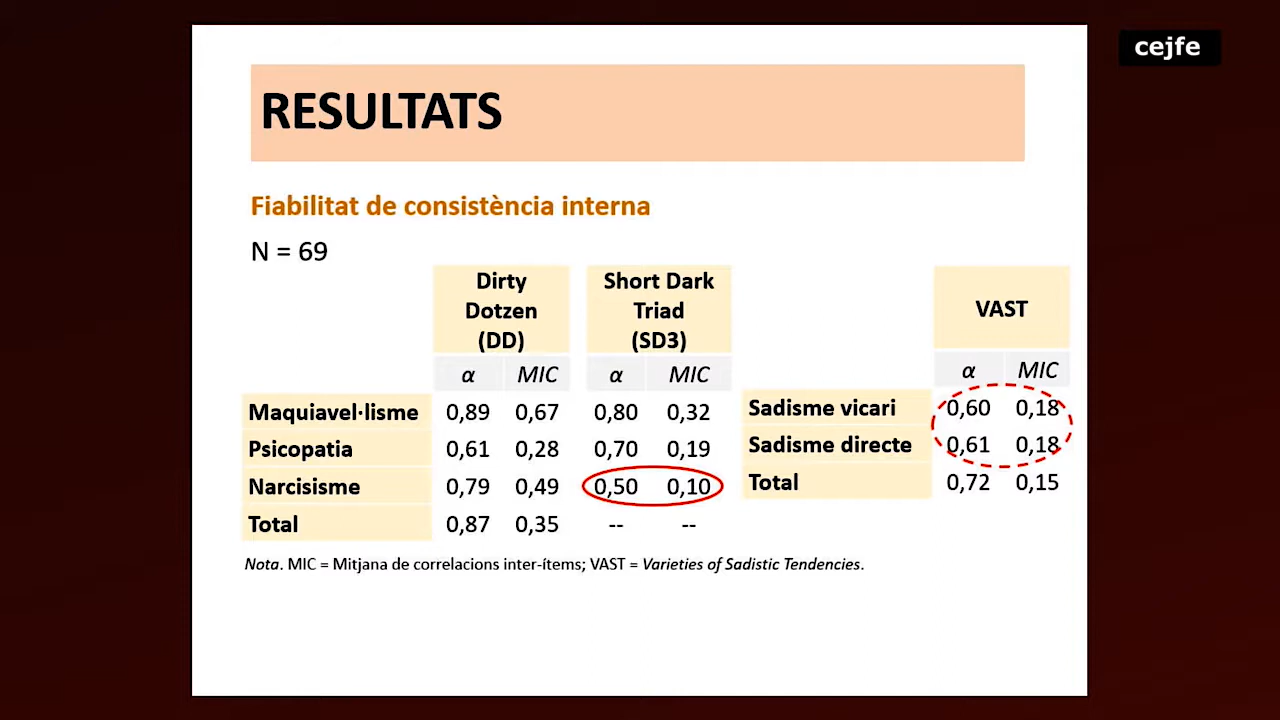 cejfe
RESULTATS
Fiabilitat de consistència interna
N = 69
Dirty
Dotzen
(DD)
Short Dark
Triad
(SD3)
VAST
α MIC α MIC α MIC
Maquiavel·lisme 0,89 0,67 0,80 0,32
Psicopatia 0,61 0,28 0,70 0,19
Narcisisme 0,79 0,49 0,50 0,10
Total 0,87 0,35 -- --
Sadisme vicari 0,60 0,18
Sadisme directe 0,61 0,18
Total 0,72 0,15
Nota. MIC = Mitjana de correlacions inter-ítems; VAST = Varieties of Sadistic Tendencies.